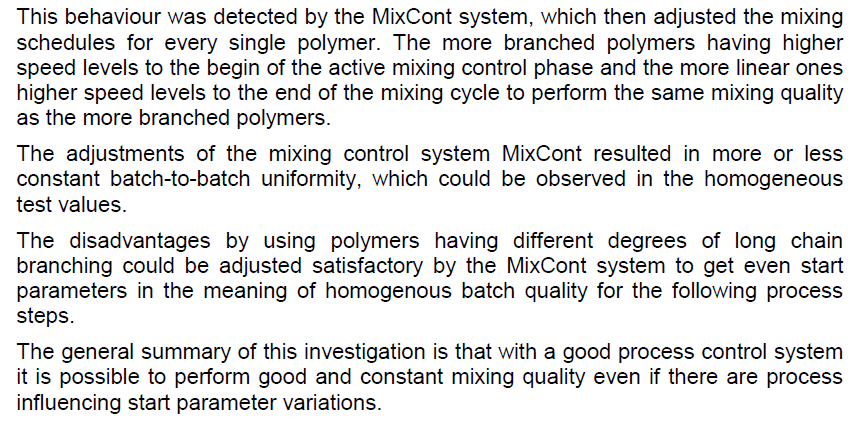 This behaviour was detected by the MixCont system, which then adjusted the mixing
schedules for every single polymer. The more branched polymers having higher
speed levels to the begin of the active mixing control phase and the more linear ones
higher speed levels to the end of the mixing cycle to perform the same mixing quality
as the more branched polymers.
The adjustments of the mixing control system MixCont resulted in more or less
constant batch-to-batch uniformity, which could be observed in the homogeneous
test values.
The disadvantages by using polymers having different degrees of long chain
branching could be adjusted satisfactory by the MixCont system to get even start
parameters in the meaning of homogenous batch quality for the following process
steps.
The general summary of this investigation is that with a good process control system
it is possible to perform good and constant mixing quality even if there are process
influencing start parameter variations.